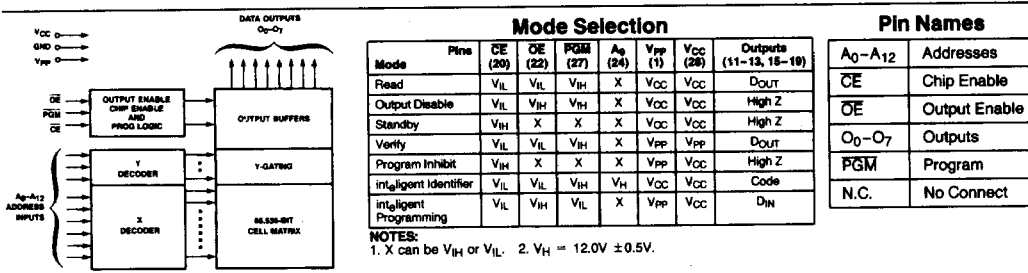 DATA OUTPUTS
O0–O7
VCC
GND
VPP
OE
PGM
CE
OUTPUT ENABLE
CHIP ENABLE
AND
PROG LOGIC
OUTPUT BUFFERS
Y
DECODER
Y-GATING
A0–A12
ADDRESS
INPUTS
X
DECODER
65,536-BIT
CELL MATRIX
Mode Selection
Pins CE OE PGM A9 VPP VCC Outputs
Mode (20) (22) (27) (24) (1) (28) (11–13, 15–19)
Read VIL VIL VIH X VCC VCC DOUT
Output Disable VIL VIH VIH X VCC VCC High Z
Standby VIH X X X VCC VCC High Z
Verify VIL VIL VIH X VPP VPP DOUT
Program Inhibit VIH X X X VPP VCC High Z
inteligent Identifier VIL VIL VIH VH VCC VCC Code
inteligent
Programming VIL VIH VIL X VPP VCC DIN
NOTES:
1. X can be VIH or VIL. 2. VH = 12.0V ±0.5V.
Pin Names
A0–A12 Addresses
CE Chip Enable
OE Output Enable
O0–O7 Outputs
PGM Program
N.C. No Connect